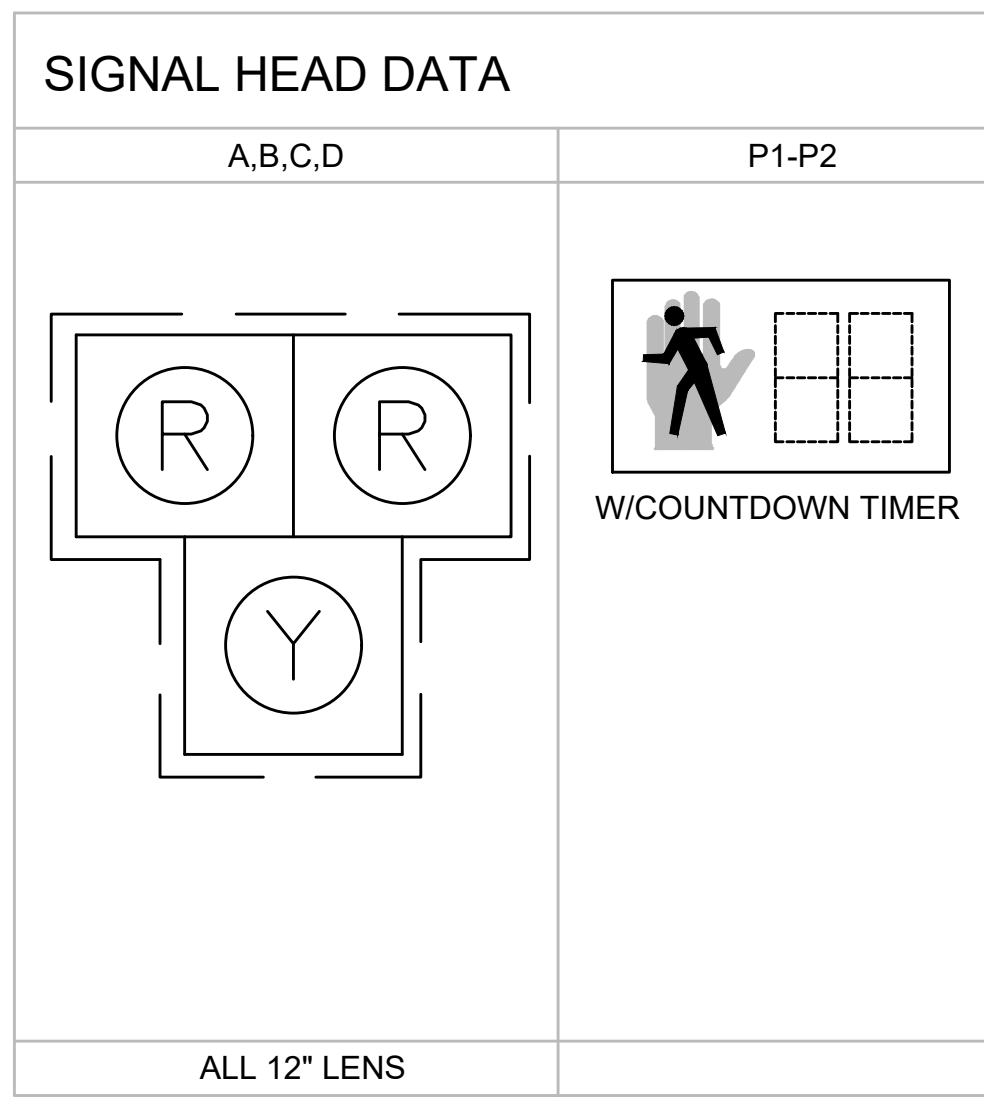 SIGNAL HEAD DATA
A,B,C,D
P1-P2
R
R
Y
W/COUNTDOWN TIMER
ALL 12" LENS